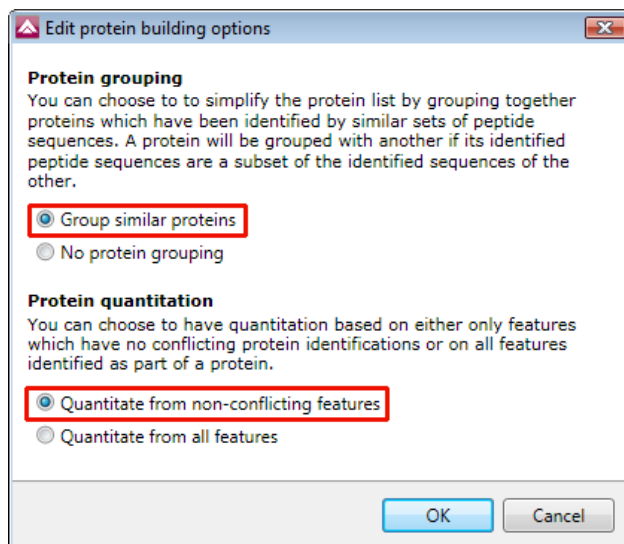 Edit protein building options
Protein grouping
You can choose to to simplify the protein list by grouping together
proteins which have been identified by similar sets of peptide
sequences. A protein will be grouped with another if its identified
peptide sequences are a subset of the identified sequences of the
other.
Group similar proteins
No protein grouping
Protein quantitation
You can choose to have quantitation based on either only features
which have no conflicting protein identifications or on all features
identified as part of a protein.
Quantitate from non-conflicting features
Quantitate from all features
OK Cancel